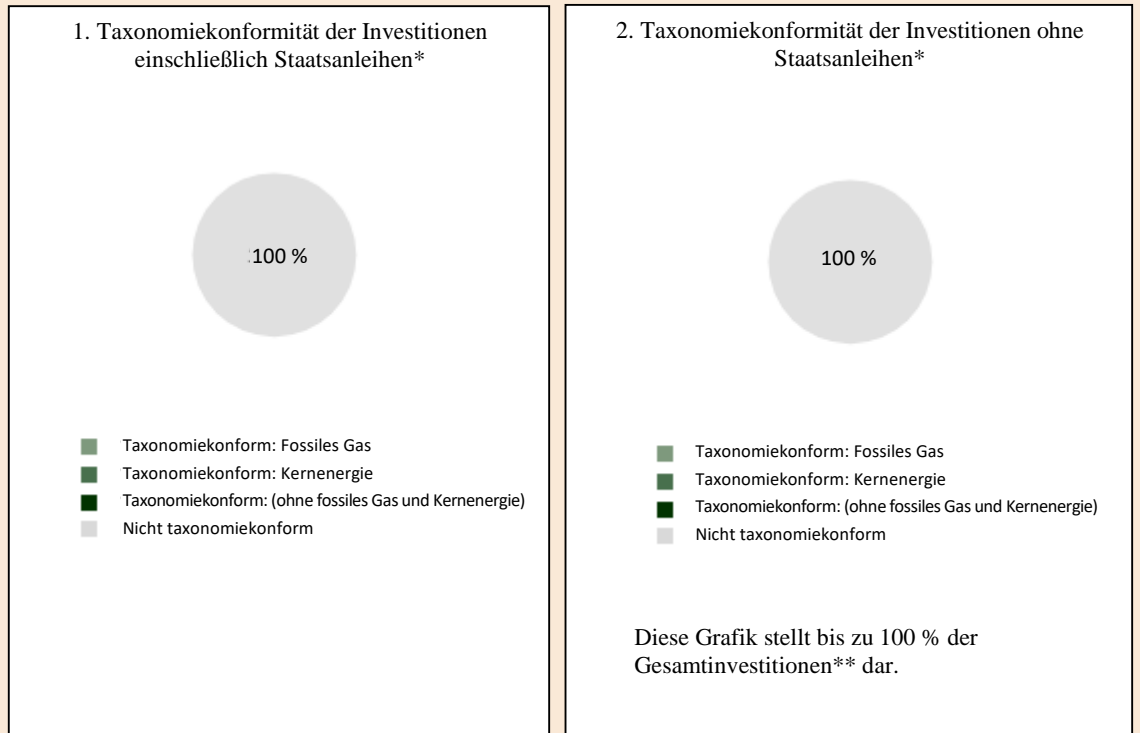 1. Taxonomiekonformität der Investitionen
einschließlich Staatsanleihen*
100 %
Taxonomiekonform: Fossiles Gas
Taxonomiekonform: Kernenergie
Taxonomiekonform: (ohne fossiles Gas und Kernenergie)
Nicht taxonomiekonform
2. Taxonomiekonformität der Investitionen ohne
Staatsanleihen*
100 %
Taxonomiekonform: Fossiles Gas
Taxonomiekonform: Kernenergie
Taxonomiekonform: (ohne fossiles Gas und Kernenergie)
Nicht taxonomiekonform
Diese Grafik stellt bis zu 100 % der
Gesamtinvestitionen** dar.